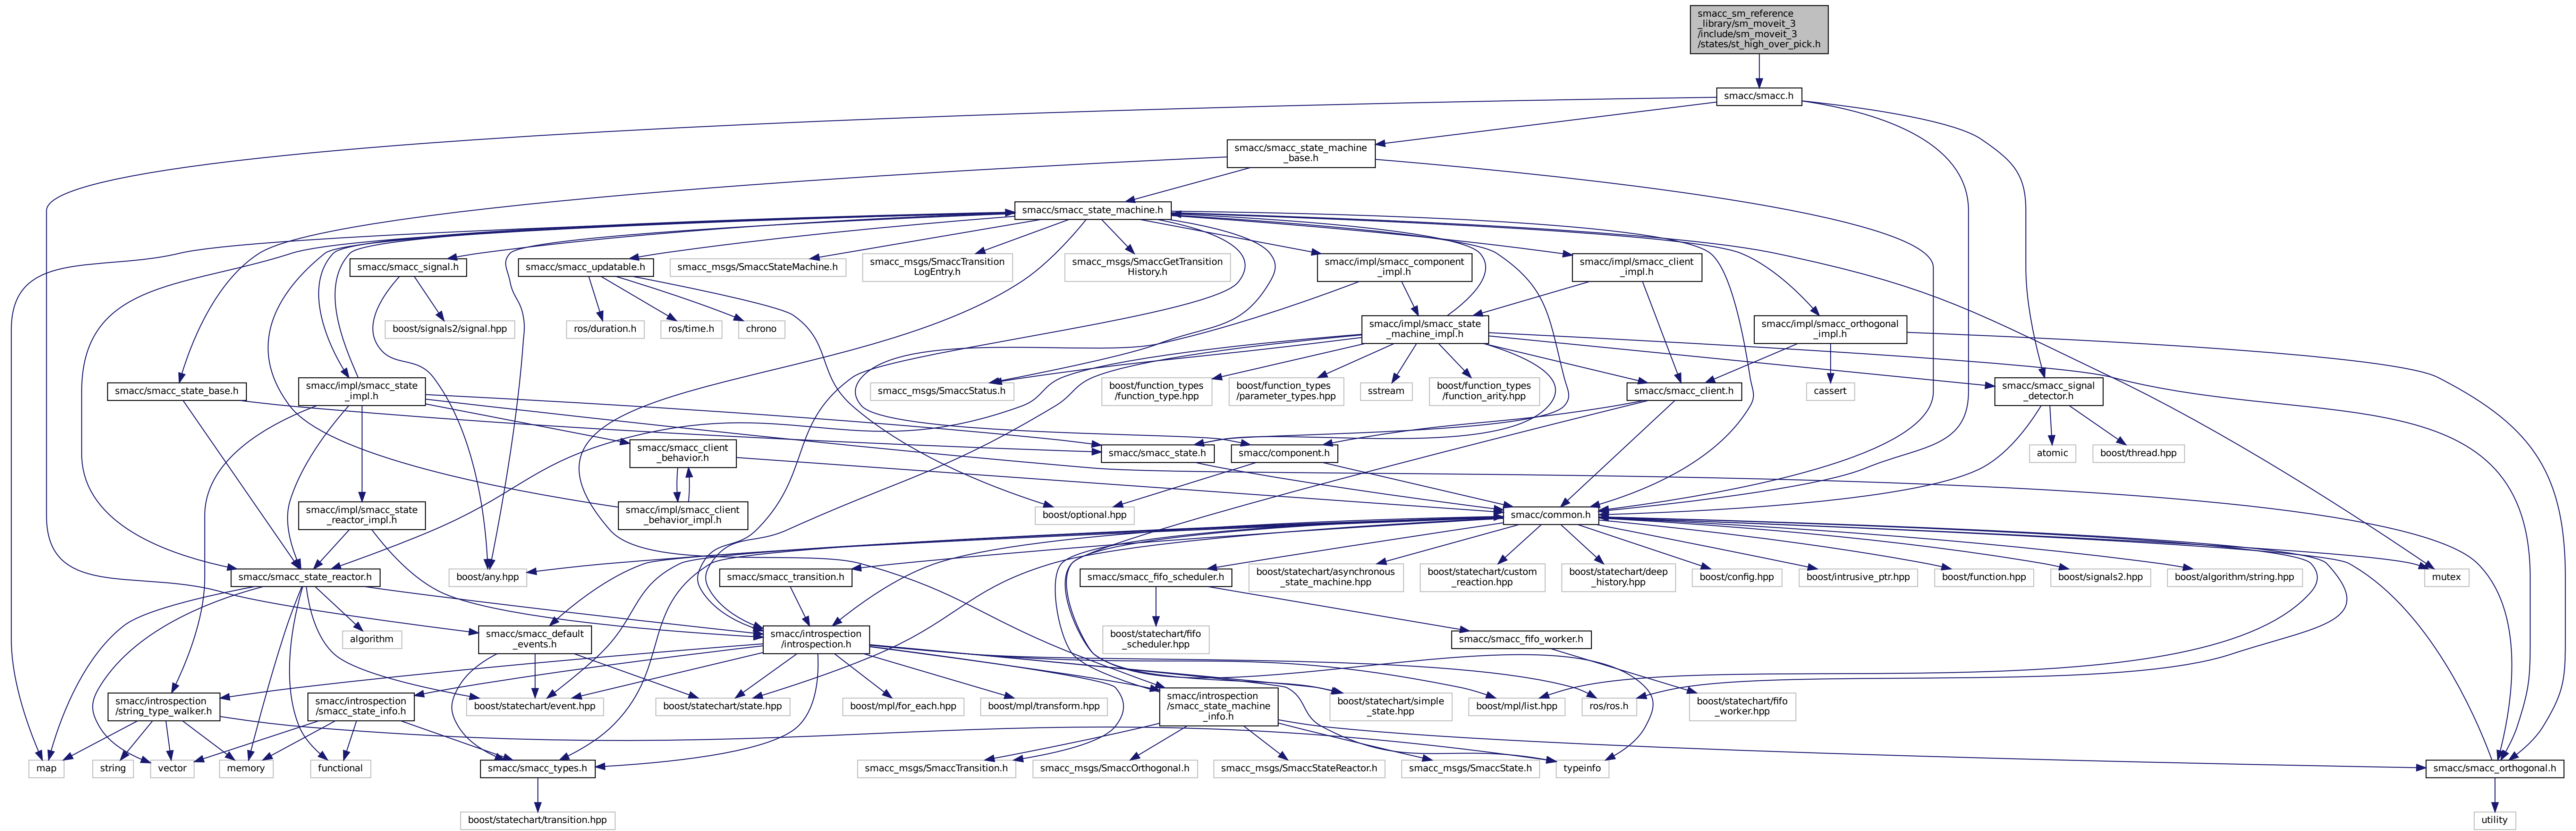 smacc_sm_reference
_library/sm_moveit_3
/include/sm_moveit_3
/states/st_high_over_pick.h
smacc/smacc.h
smacc/smacc_state_machine
_base.h
smacc/smacc_state_machine.h
smacc/smacc_signal.h
smacc/smacc_updatable.h
smacc_msgs/SmaccStateMachine.h
smacc_msgs/SmaccTransition
LogEntry.h
smacc_msgs/SmaccGetTransition
History.h
smacc/impl/smacc_component
_impl.h
smacc/impl/smacc_client
_impl.h
boost/signals2/signal.hpp
ros/duration.h
ros/time.h
chrono
smacc/impl/smacc_state
_machine_impl.h
smacc/impl/smacc_orthogonal
_impl.h
smacc/smacc_state_base.h
smacc/impl/smacc_state
_impl.h
smacc_msgs/SmaccStatus.h
boost/function_types
/function_type.hpp
boost/function_types
/parameter_types.hpp
sstream
boost/function_types
/function_arity.hpp
smacc/smacc_client.h
cassert
smacc/smacc_signal
_detector.h
smacc/smacc_client
_behavior.h
smacc/smacc_state.h
smacc/component.h
atomic
boost/thread.hpp
smacc/impl/smacc_state
_reactor_impl.h
smacc/impl/smacc_client
_behavior_impl.h
boost/optional.hpp
smacc/common.h
smacc/smacc_state_reactor.h
boost/any.hpp
smacc/smacc_transition.h
smacc/smacc_fifo_scheduler.h
boost/statechart/asynchronous
_state_machine.hpp
boost/statechart/custom
_reaction.hpp
boost/statechart/deep
_history.hpp
boost/config.hpp
boost/intrusive_ptr.hpp
boost/function.hpp
boost/signals2.hpp
boost/algorithm/string.hpp
mutex
algorithm
smacc/smacc_default
_events.h
smacc/introspection
/introspection.h
boost/statechart/fifo
_scheduler.hpp
smacc/smacc_fifo_worker.h
smacc/introspection
/string_type_walker.h
smacc/introspection
/smacc_state_info.h
boost/statechart/event.hpp
boost/statechart/state.hpp
boost/mpl/for_each.hpp
boost/mpl/transform.hpp
smacc/introspection
/smacc_state_machine
_info.h
boost/statechart/simple
_state.hpp
boost/mpl/list.hpp
ros/ros.h
boost/statechart/fifo
_worker.hpp
map
string
vector
memory
functional
smacc/smacc_types.h
smacc_msgs/SmaccTransition.h
smacc_msgs/SmaccOrthogonal.h
smacc_msgs/SmaccStateReactor.h
smacc_msgs/SmaccState.h
typeinfo
smacc/smacc_orthogonal.h
boost/statechart/transition.hpp
utility